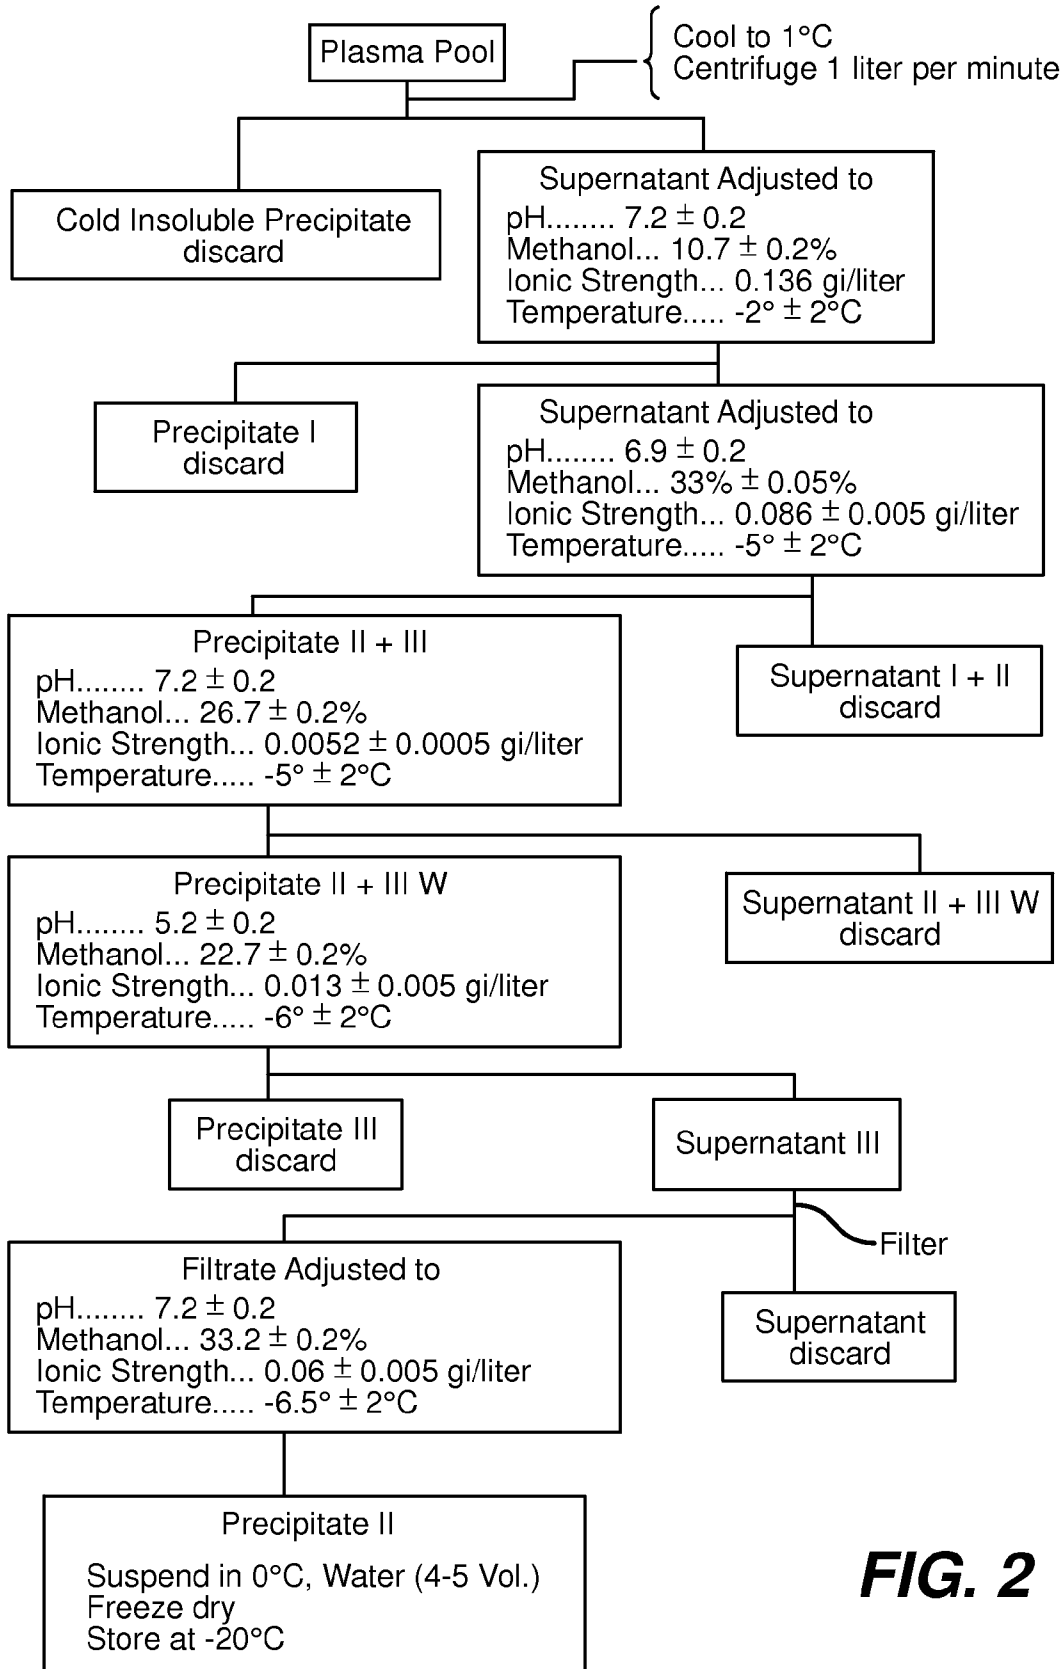 Plasma Pool
Cool to 1°C
Centrifuge 1 liter per minute
Cold Insoluble Precipitate
discard
Supernatant Adjusted to
pH........ 7.2 ± 0.2
Methanol... 10.7 ± 0.2%
Ionic Strength... 0.136 gi/liter
Temperature..... -2° ± 2°C
Precipitate I
discard
Supernatant Adjusted to
pH........ 6.9 ± 0.2
Methanol... 33% ± 0.05%
Ionic Strength... 0.086 ± 0.005 gi/liter
Temperature..... -5° ± 2°C
Precipitate II + III
pH........ 7.2 ± 0.2
Methanol... 26.7 ± 0.2%
Ionic Strength... 0.0052 ± 0.0005 gi/liter
Temperature..... -5° ± 2°C
Supernatant I + II
discard
Precipitate II + III W
pH........ 5.2 ± 0.2
Methanol... 22.7 ± 0.2%
Ionic Strength... 0.013 ± 0.005 gi/liter
Temperature..... -6° ± 2°C
Supernatant II + III W
discard
Precipitate III
discard
Supernatant III
Filter
Filtrate Adjusted to
pH........ 7.2 ± 0.2
Methanol... 33.2 ± 0.2%
Ionic Strength... 0.06 ± 0.005 gi/liter
Temperature..... -6.5° ± 2°C
Supernatant
discard
Precipitate II
Suspend in 0°C, Water (4-5 Vol.)
Freeze dry
Store at -20°C
FIG. 2